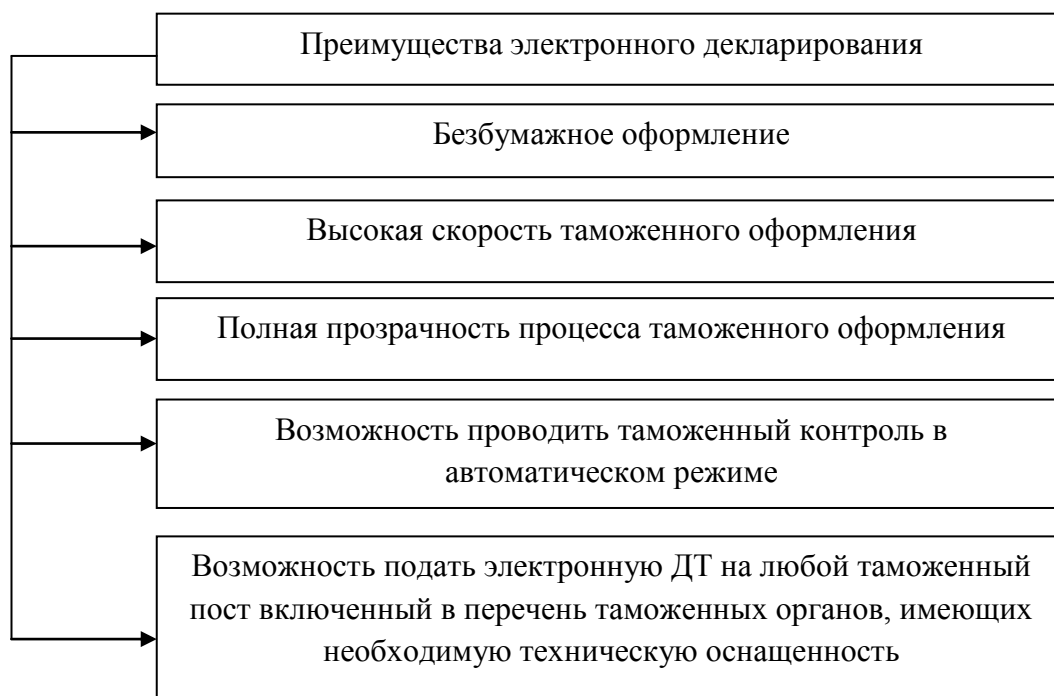 Преимущества электронного декларирования
Безбумажное оформление
Высокая скорость таможенного оформления
Полная прозрачность процесса таможенного оформления
Возможность проводить таможенный контроль в
автоматическом режиме
Возможность подать электронную ДТ на любой таможенный
пост включенный в перечень таможенных органов, имеющих
необходимую техническую оснащенность